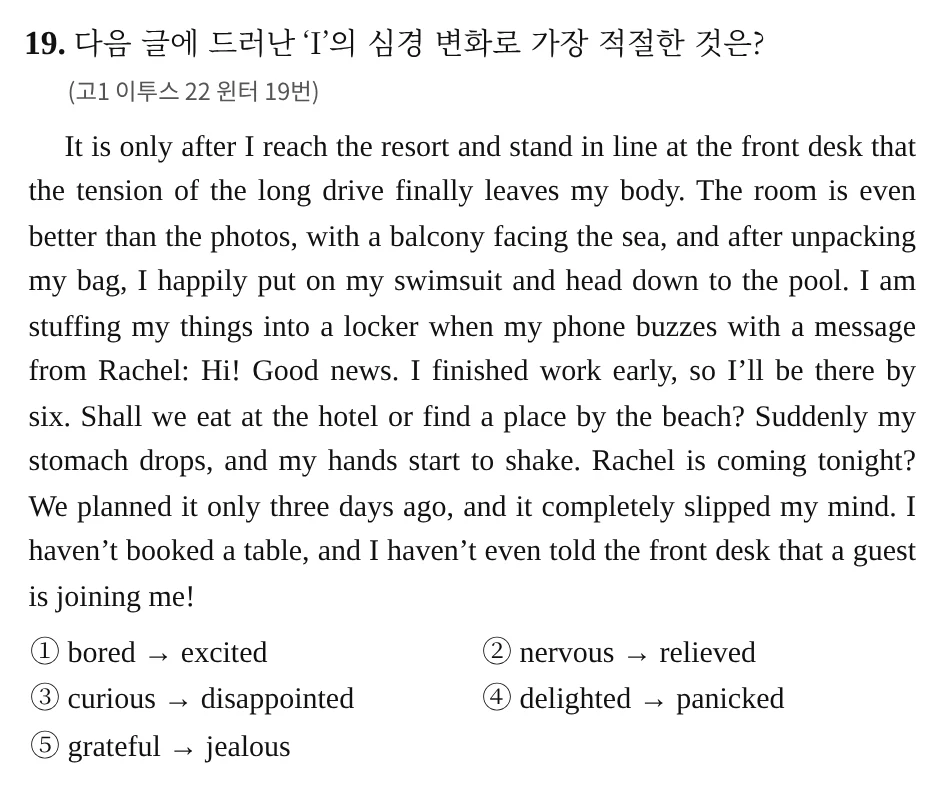 19. 다음 글에 드러난 ‘I’의 심경 변화로 가장 적절한 것은?
(고1 이투스 22 윈터 19번)
It is only after I reach the resort and stand in line at the front desk that
the tension of the long drive finally leaves my body. The room is even
better than the photos, with a balcony facing the sea, and after unpacking
my bag, I happily put on my swimsuit and head down to the pool. I am
stuffing my things into a locker when my phone buzzes with a message
from Rachel: Hi! Good news. I finished work early, so I’ll be there by
six. Shall we eat at the hotel or find a place by the beach? Suddenly my
stomach drops, and my hands start to shake. Rachel is coming tonight?
We planned it only three days ago, and it completely slipped my mind. I
haven’t booked a table, and I haven’t even told the front desk that a guest
is joining me!
① bored → excited ② nervous → relieved
③ curious → disappointed ④ delighted → panicked
⑤ grateful → jealous